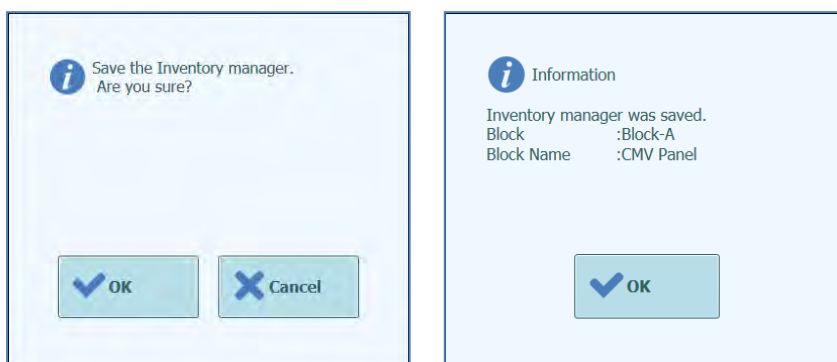 Save the Inventory manager.
Are you sure?
OK
Cancel
Information
Inventory manager was saved.
Block :Block-A
Block Name :CMV Panel
OK